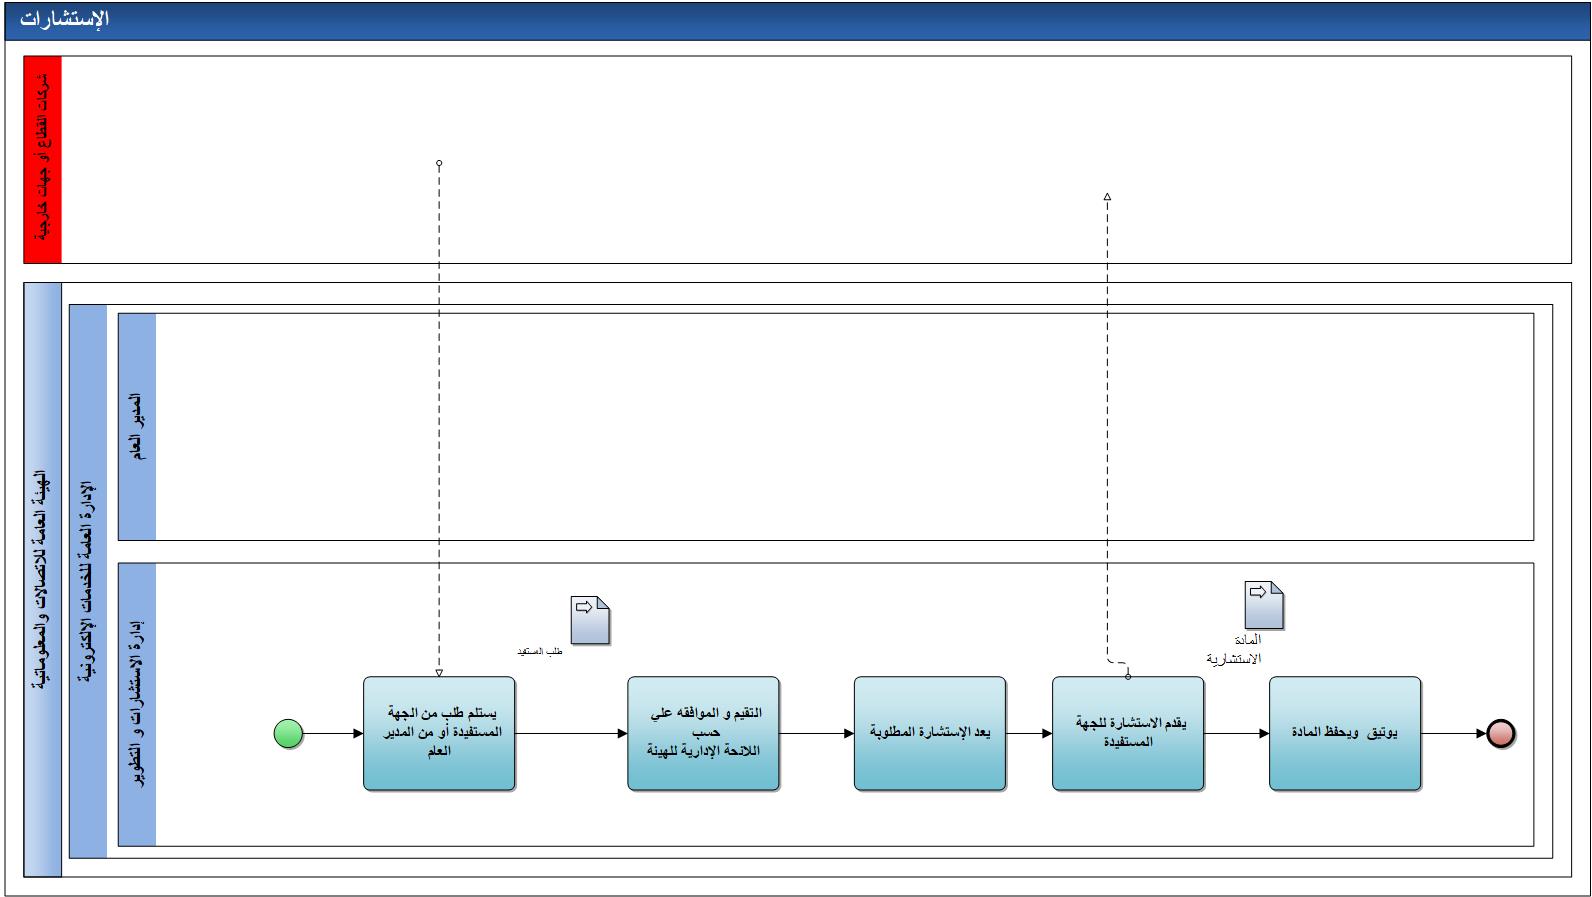 الإستشارات
شركات القطاع أو جهات خارجية
الهيئة العامة للاتصالات والمعلوماتية
الإدارة العامة للخدمات الإلكترونية
المدير العام
إدارة الاستشارات و التطوير
طلب المستفيد
المادة
الاستشارية
يستلم طلب من الجهة
المستفيدة أو من المدير
العام
التقيم و الموافقه علي
حسب
اللائحة الإدارية للهيئة
يعد الإستشارة المطلوبة
يقدم الاستشارة للجهة
المستفيدة
يوتيق ويحفظ المادة